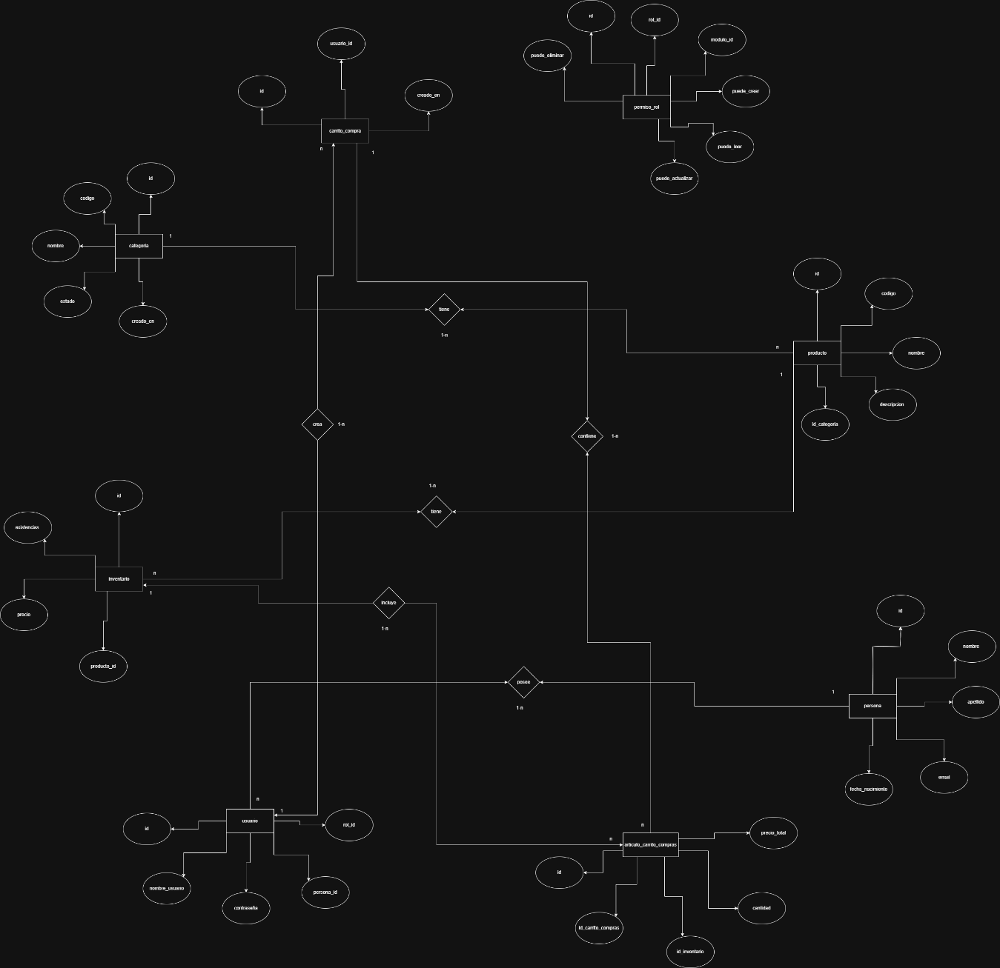 id
rol_id
modulo_id
puede_eliminar
puede_crear
permiso_rol
puede_leer
puede_actualizar
usuario_id
id
creado_en
carrito_compra
n
1
id
codigo
nombre
categoria
1
estado
creado_en
tiene
1-n
id
codigo
n
producto
nombre
1
descripcion
id_categoria
crea
1-n
contiene
1-n
1-n
tiene
id
existencias
n
inventario
1
precio
producto_id
incluye
1-n
posee
1-n
id
nombre
1
persona
apellido
email
fecha_nacimiento
n
1
usuario
id
rol_id
nombre_usuario
contraseña
persona_id
n
n
articulo_carrito_compras
precio_total
id
cantidad
id_carrito_compras
id_inventario